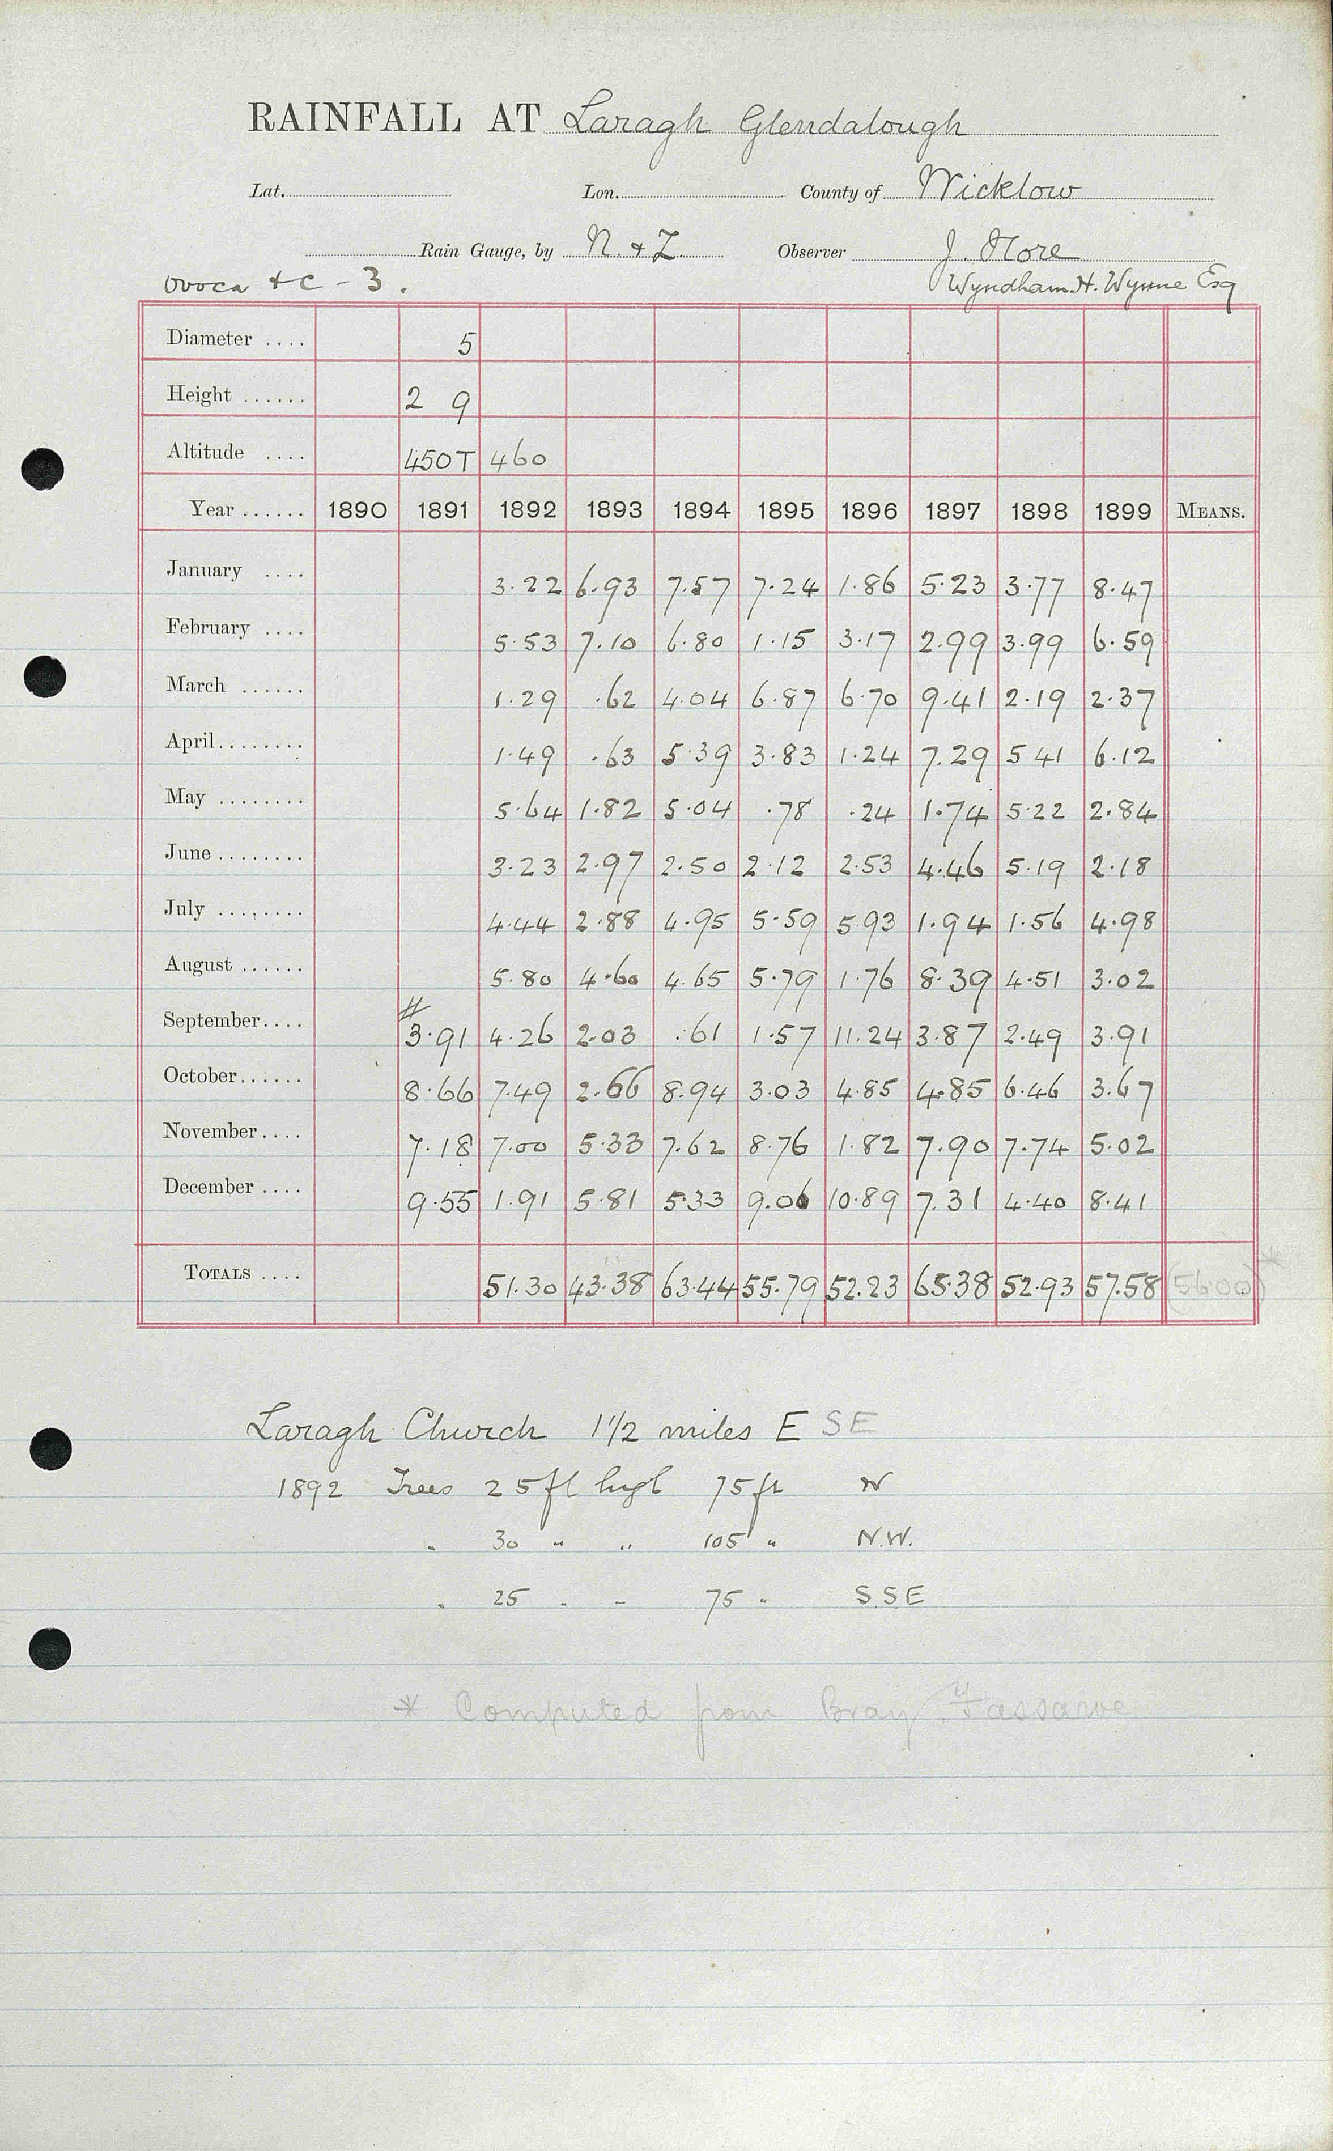 RAINFALL AT Laragh Glendalough
Lat. Lon. County of Wicklow
Rain Gauge, by N. & Z. Observer J. Hore
Ovoca &c - 3. Wyndham H. Wynne Esq
Diameter .... 5
Height ...... 2 9
Altitude .... 450T 460
Year ...... 1890 1891 1892 1893 1894 1895 1896 1897 1898 1899 MEANS.
January .... 3.22 6.93 7.57 7.24 1.86 5.23 3.77 8.47
February .... 5.53 7.10 6.80 1.15 3.17 2.99 3.99 6.59
March ...... 1.29 .62 4.04 6.87 6.70 9.41 2.19 2.37
April........ 1.49 .63 5.39 3.83 1.24 7.29 5.41 6.12
May ........ 5.64 1.82 5.04 .78 .24 1.74 5.22 2.84
June ........ 3.23 2.97 2.50 2.12 2.53 4.46 5.19 2.18
July ........ 4.44 2.88 4.95 5.59 5.93 1.94 1.56 4.98
August ...... 5.80 4.60 4.65 5.79 1.76 8.39 4.51 3.02
#
September.... 3.91 4.26 2.03 .61 1.57 11.24 3.87 2.49 3.91
October...... 8.66 7.49 2.66 8.94 3.03 4.85 4.85 6.46 3.67
November.... 7.18 7.00 5.33 7.62 8.76 1.82 7.90 7.74 5.02
December .... 9.55 1.91 5.81 5.33 9.06 10.89 7.31 4.40 8.41
TOTALS .... 51.30 43.38 63.44 55.79 52.23 65.38 52.93 57.58 (56.00)*
Laragh Church 1 1/2 miles E SE
1892 Trees 25 ft high 75 ft N
" 30 " " 105 " N.W.
" 25 " " 75 " S.S.E
* Computed from Bray, Fassaroe